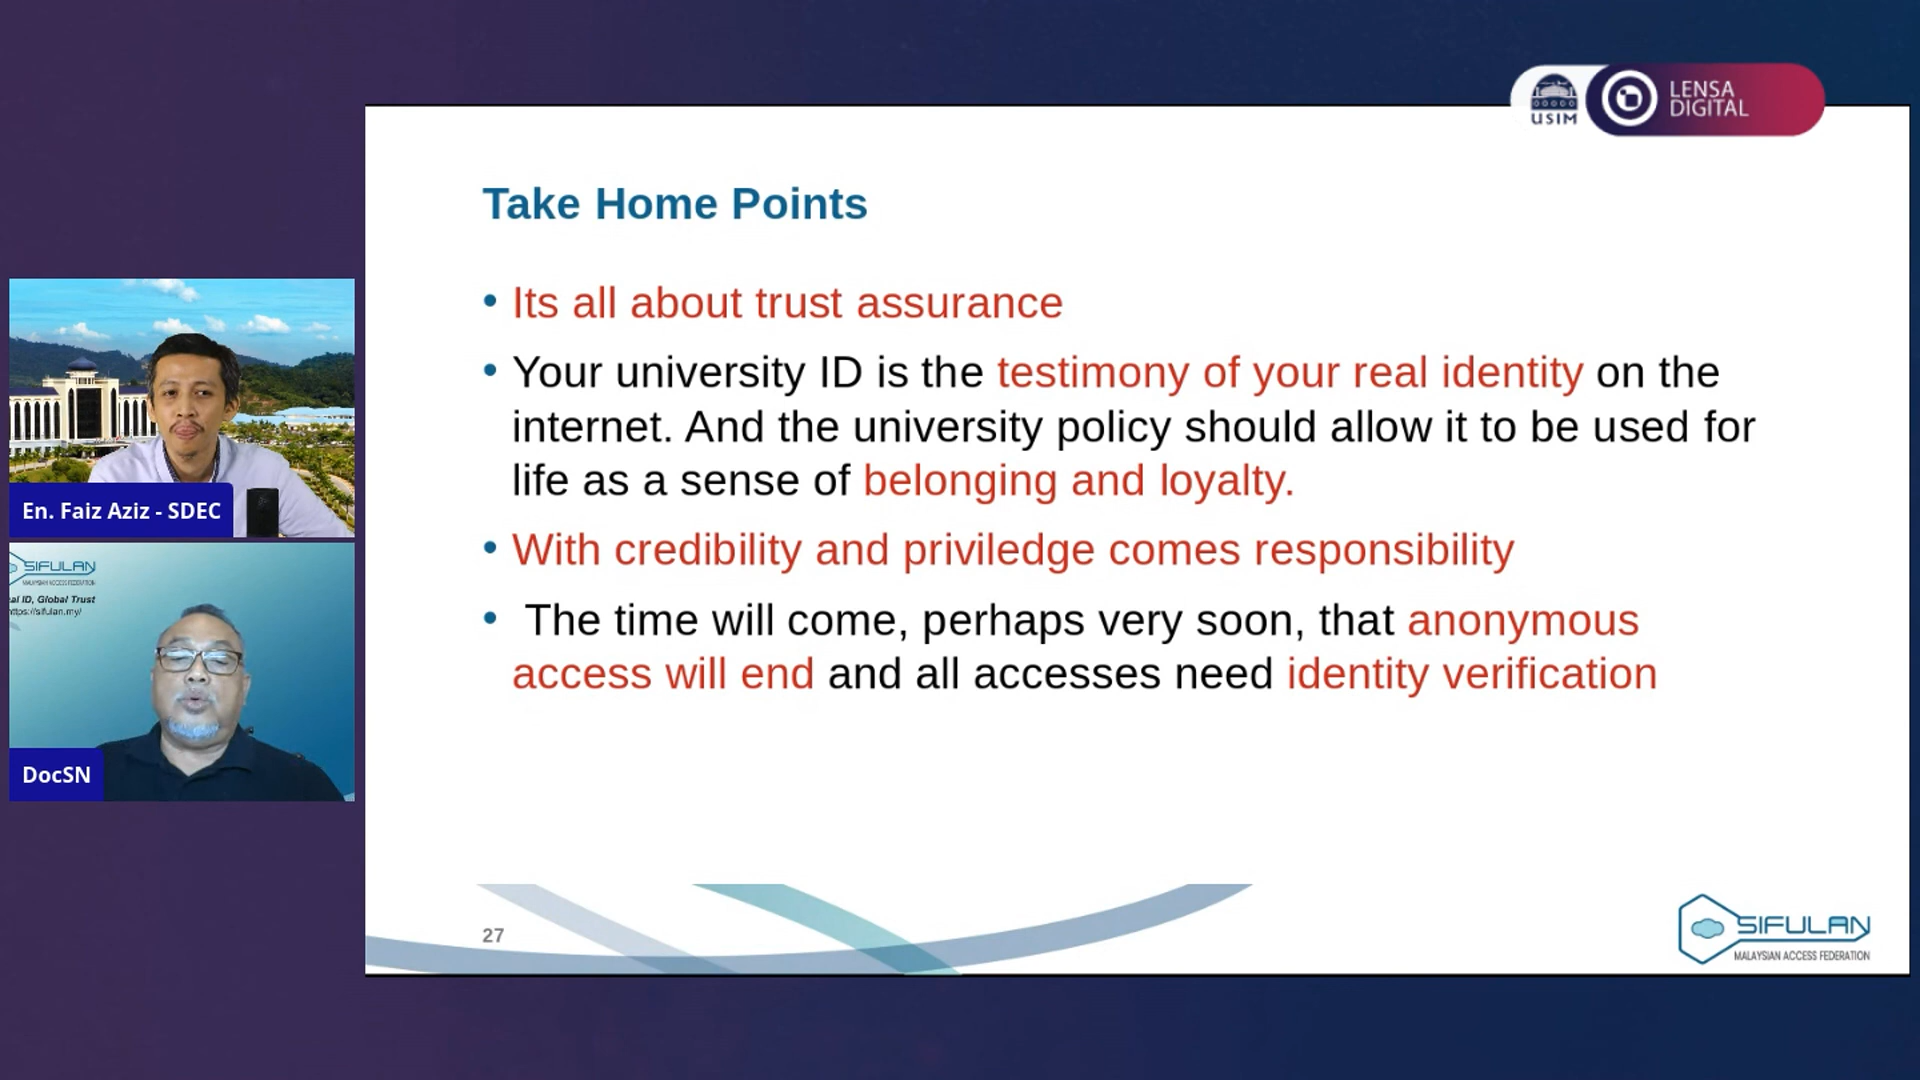 USIM
LENSA
DIGITAL
Take Home Points
• Its all about trust assurance
• Your university ID is the testimony of your real identity on the
internet. And the university policy should allow it to be used for
life as a sense of belonging and loyalty.
• With credibility and priviledge comes responsibility
• The time will come, perhaps very soon, that anonymous
access will end and all accesses need identity verification
27
SIFULAN
MALAYSIAN ACCESS FEDERATION
En. Faiz Aziz - SDEC
SIFULAN
MALAYSIAN ACCESS FEDERATION
al ID, Global Trust
ttps://sifulan.my/
DocSN